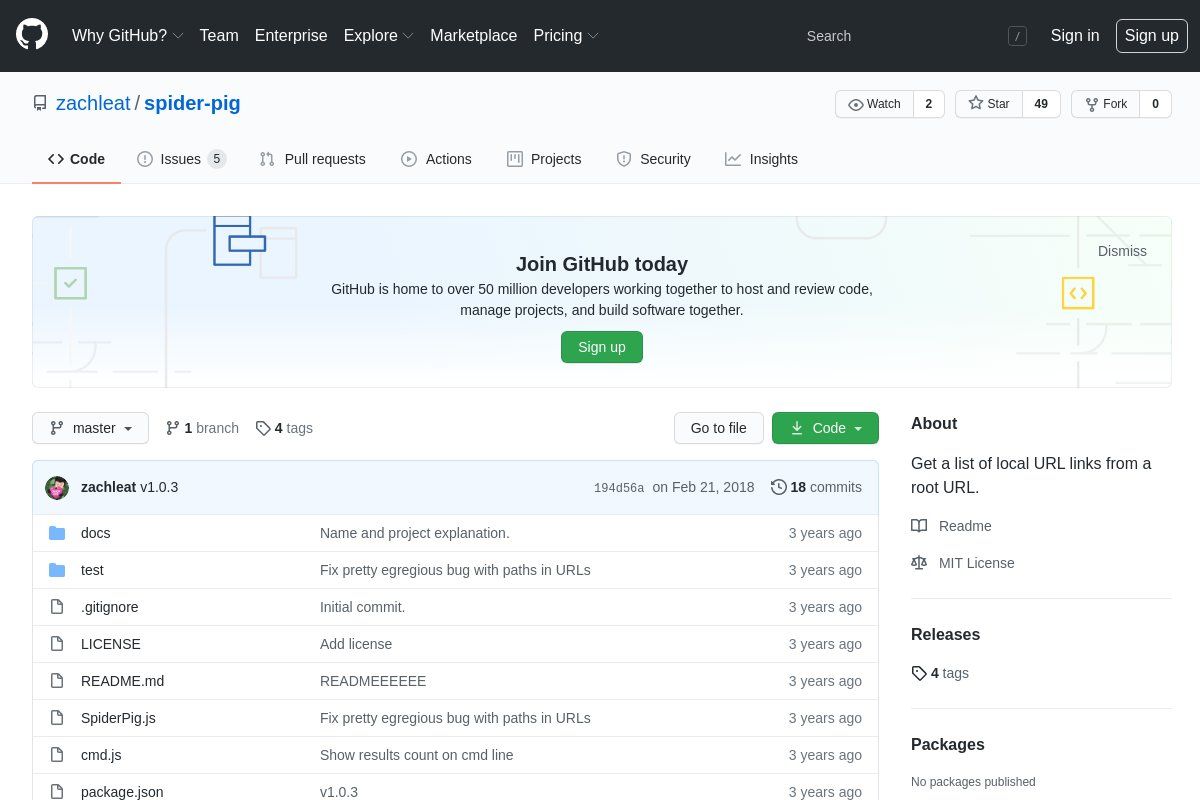 Why GitHub? Team Enterprise Explore Marketplace Pricing Search / Sign in Sign up
zachleat / spider-pig Watch 2 Star 49 Fork 0
Code Issues 5 Pull requests Actions Projects Security Insights
Dismiss
Join GitHub today
GitHub is home to over 50 million developers working together to host and review code,
manage projects, and build software together.
Sign up
master 1 branch 4 tags Go to file Code
zachleat v1.0.3 194d56a on Feb 21, 2018 18 commits
docs Name and project explanation. 3 years ago
test Fix pretty egregious bug with paths in URLs 3 years ago
.gitignore Initial commit. 3 years ago
LICENSE Add license 3 years ago
README.md READMEEEEEE 3 years ago
SpiderPig.js Fix pretty egregious bug with paths in URLs 3 years ago
cmd.js Show results count on cmd line 3 years ago
package.json v1.0.3 3 years ago
About
Get a list of local URL links from a
root URL.
Readme
MIT License
Releases
4 tags
Packages
No packages published